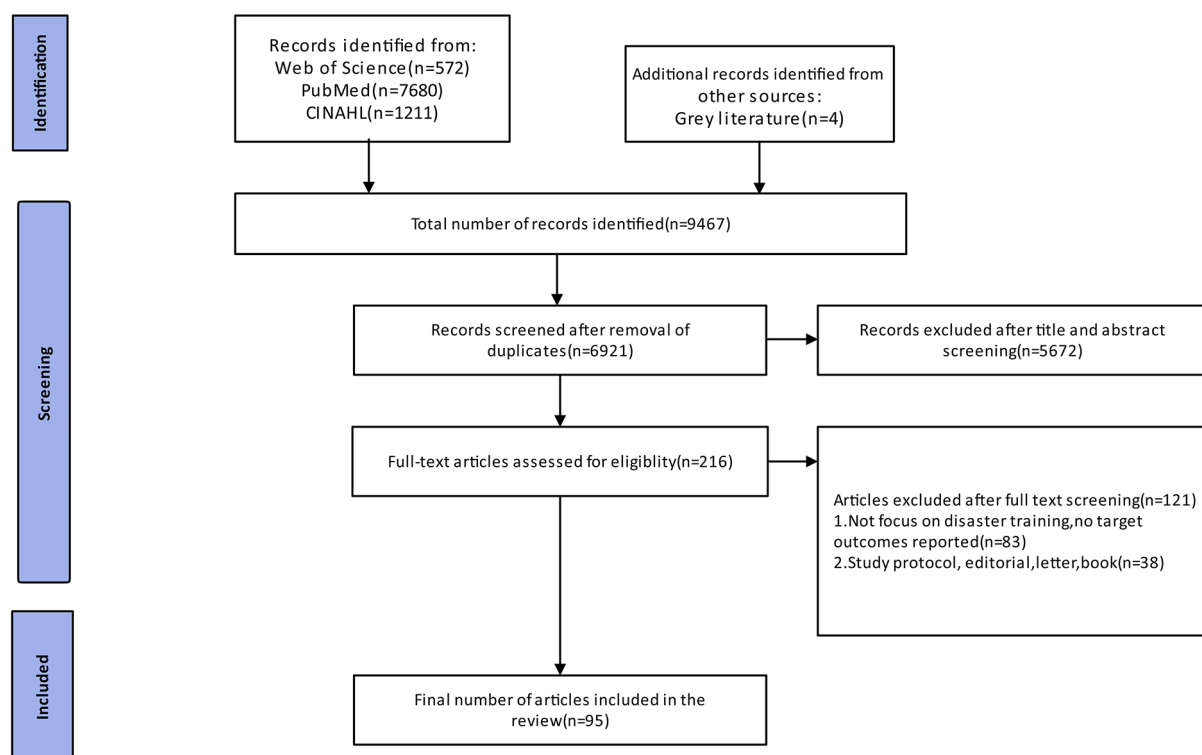 Identification
Records identified from:
Web of Science(n=572)
PubMed(n=7680)
CINAHL(n=1211)
Additional records identified from
other sources:
Grey literature(n=4)
Screening
Total number of records identified(n=9467)
Records screened after removal of
duplicates(n=6921)
Records excluded after title and abstract
screening(n=5672)
Full-text articles assessed for eligiblity(n=216)
Articles excluded after full text screening(n=121)
1.Not focus on disaster training,no target
outcomes reported(n=83)
2.Study protocol, editorial,letter,book(n=38)
Included
Final number of articles included in the
review(n=95)